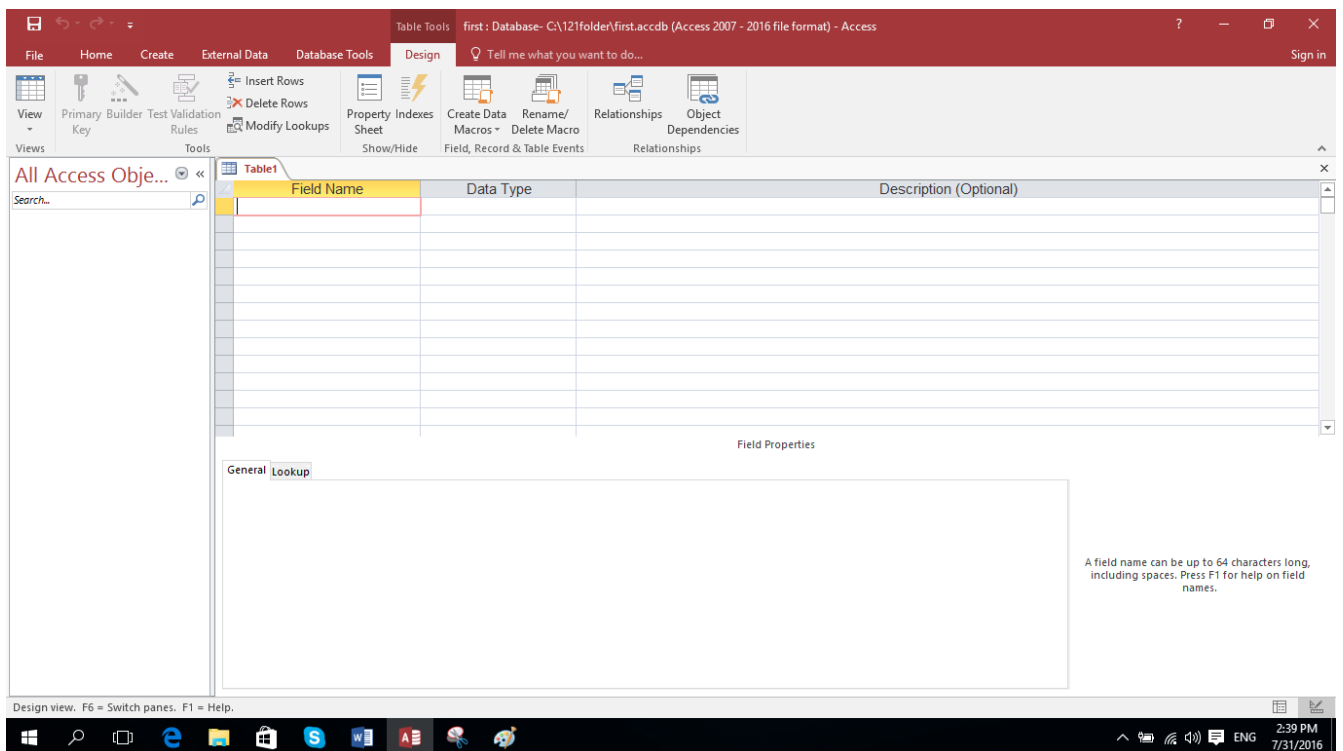 Table Tools first : Database- C:\121folder\first.accdb (Access 2007 - 2016 file format) - Access ?
File Home Create External Data Database Tools Design Tell me what you want to do... Sign in
View
Primary Key
Builder
Test Validation Rules
Insert Rows
Delete Rows
Modify Lookups
Property Sheet
Indexes
Create Data Macros
Rename/ Delete Macro
Relationships
Object Dependencies
Views Tools Show/Hide Field, Record & Table Events Relationships
All Access Obje... «
Search...
Table1
Field Name Data Type Description (Optional)
Field Properties
General Lookup
A field name can be up to 64 characters long,
including spaces. Press F1 for help on field
names.
Design view. F6 = Switch panes. F1 = Help.
ENG
2:39 PM
7/31/2016